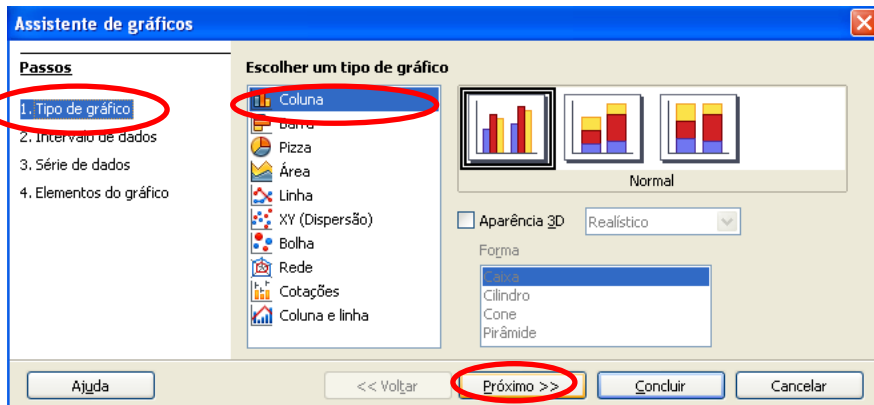 Assistente de gráficos
Passos
1. Tipo de gráfico
2. Intervalo de dados
3. Série de dados
4. Elementos do gráfico
Escolher um tipo de gráfico
Coluna
Barra
Pizza
Área
Linha
XY (Dispersão)
Bolha
Rede
Cotações
Coluna e linha
Normal
Aparência 3D
Realístico
Forma
Caixa
Cilindro
Cone
Pirâmide
Ajuda
<< Voltar
Próximo >>
Concluir
Cancelar